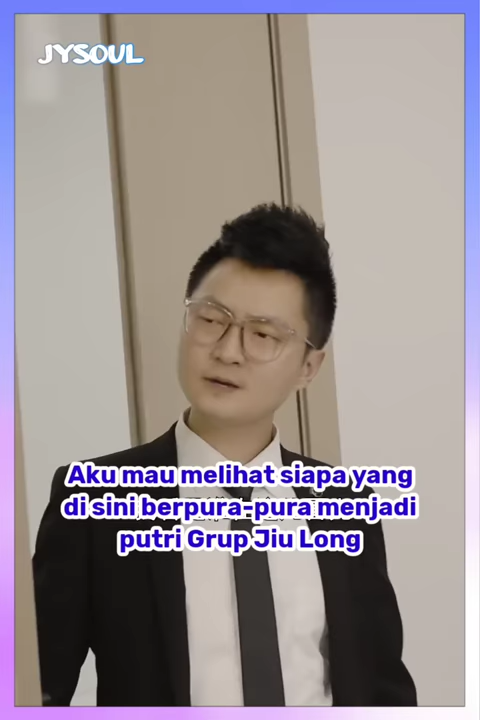 JYSOUL
Aku mau melihat siapa yang
di sini berpura-pura menjadi
putri Grup Jiu Long